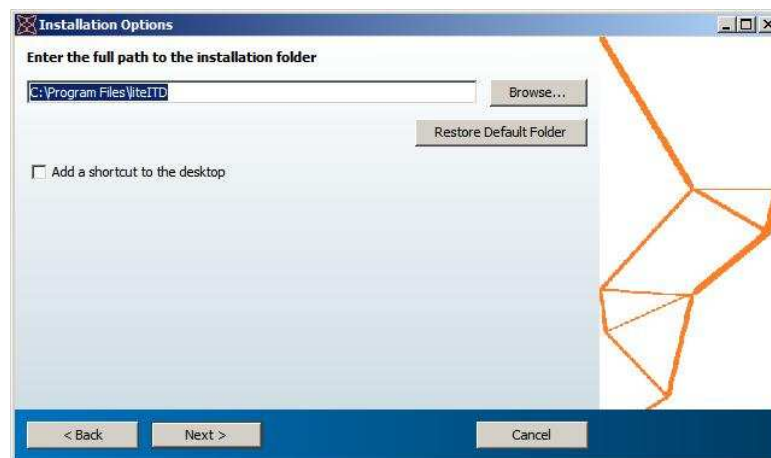 Installation Options
Enter the full path to the installation folder
C:\Program Files\liteITD
Browse...
Restore Default Folder
Add a shortcut to the desktop
< Back
Next >
Cancel